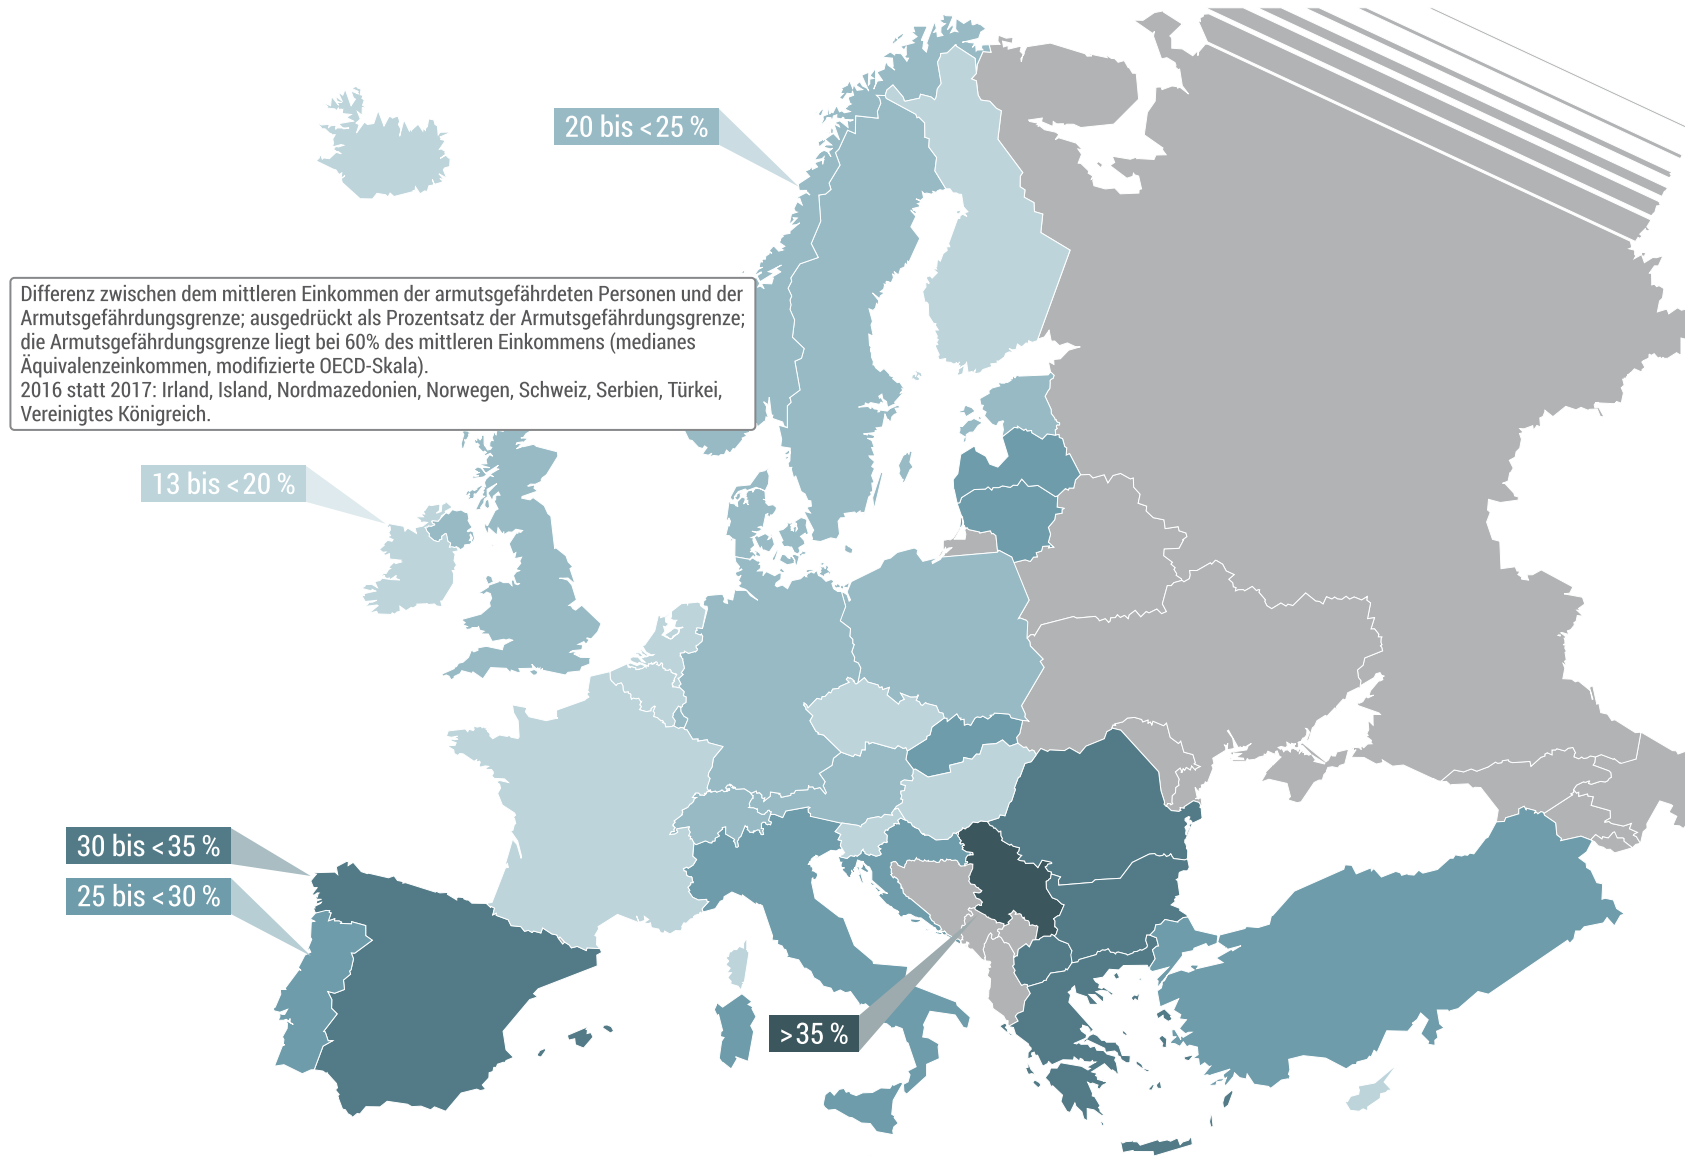 20 bis <25 %
Differenz zwischen dem mittleren Einkommen der armutsgefährdeten Personen und der
Armutsgefährdungsgrenze; ausgedrückt als Prozentsatz der Armutsgefährdungsgrenze;
die Armutsgefährdungsgrenze liegt bei 60% des mittleren Einkommens (medianes
Äquivalenzeinkommen, modifizierte OECD-Skala).
2016 statt 2017: Irland, Island, Nordmazedonien, Norwegen, Schweiz, Serbien, Türkei,
Vereinigtes Königreich.
13 bis <20 %
30 bis <35 %
25 bis <30 %
>35 %